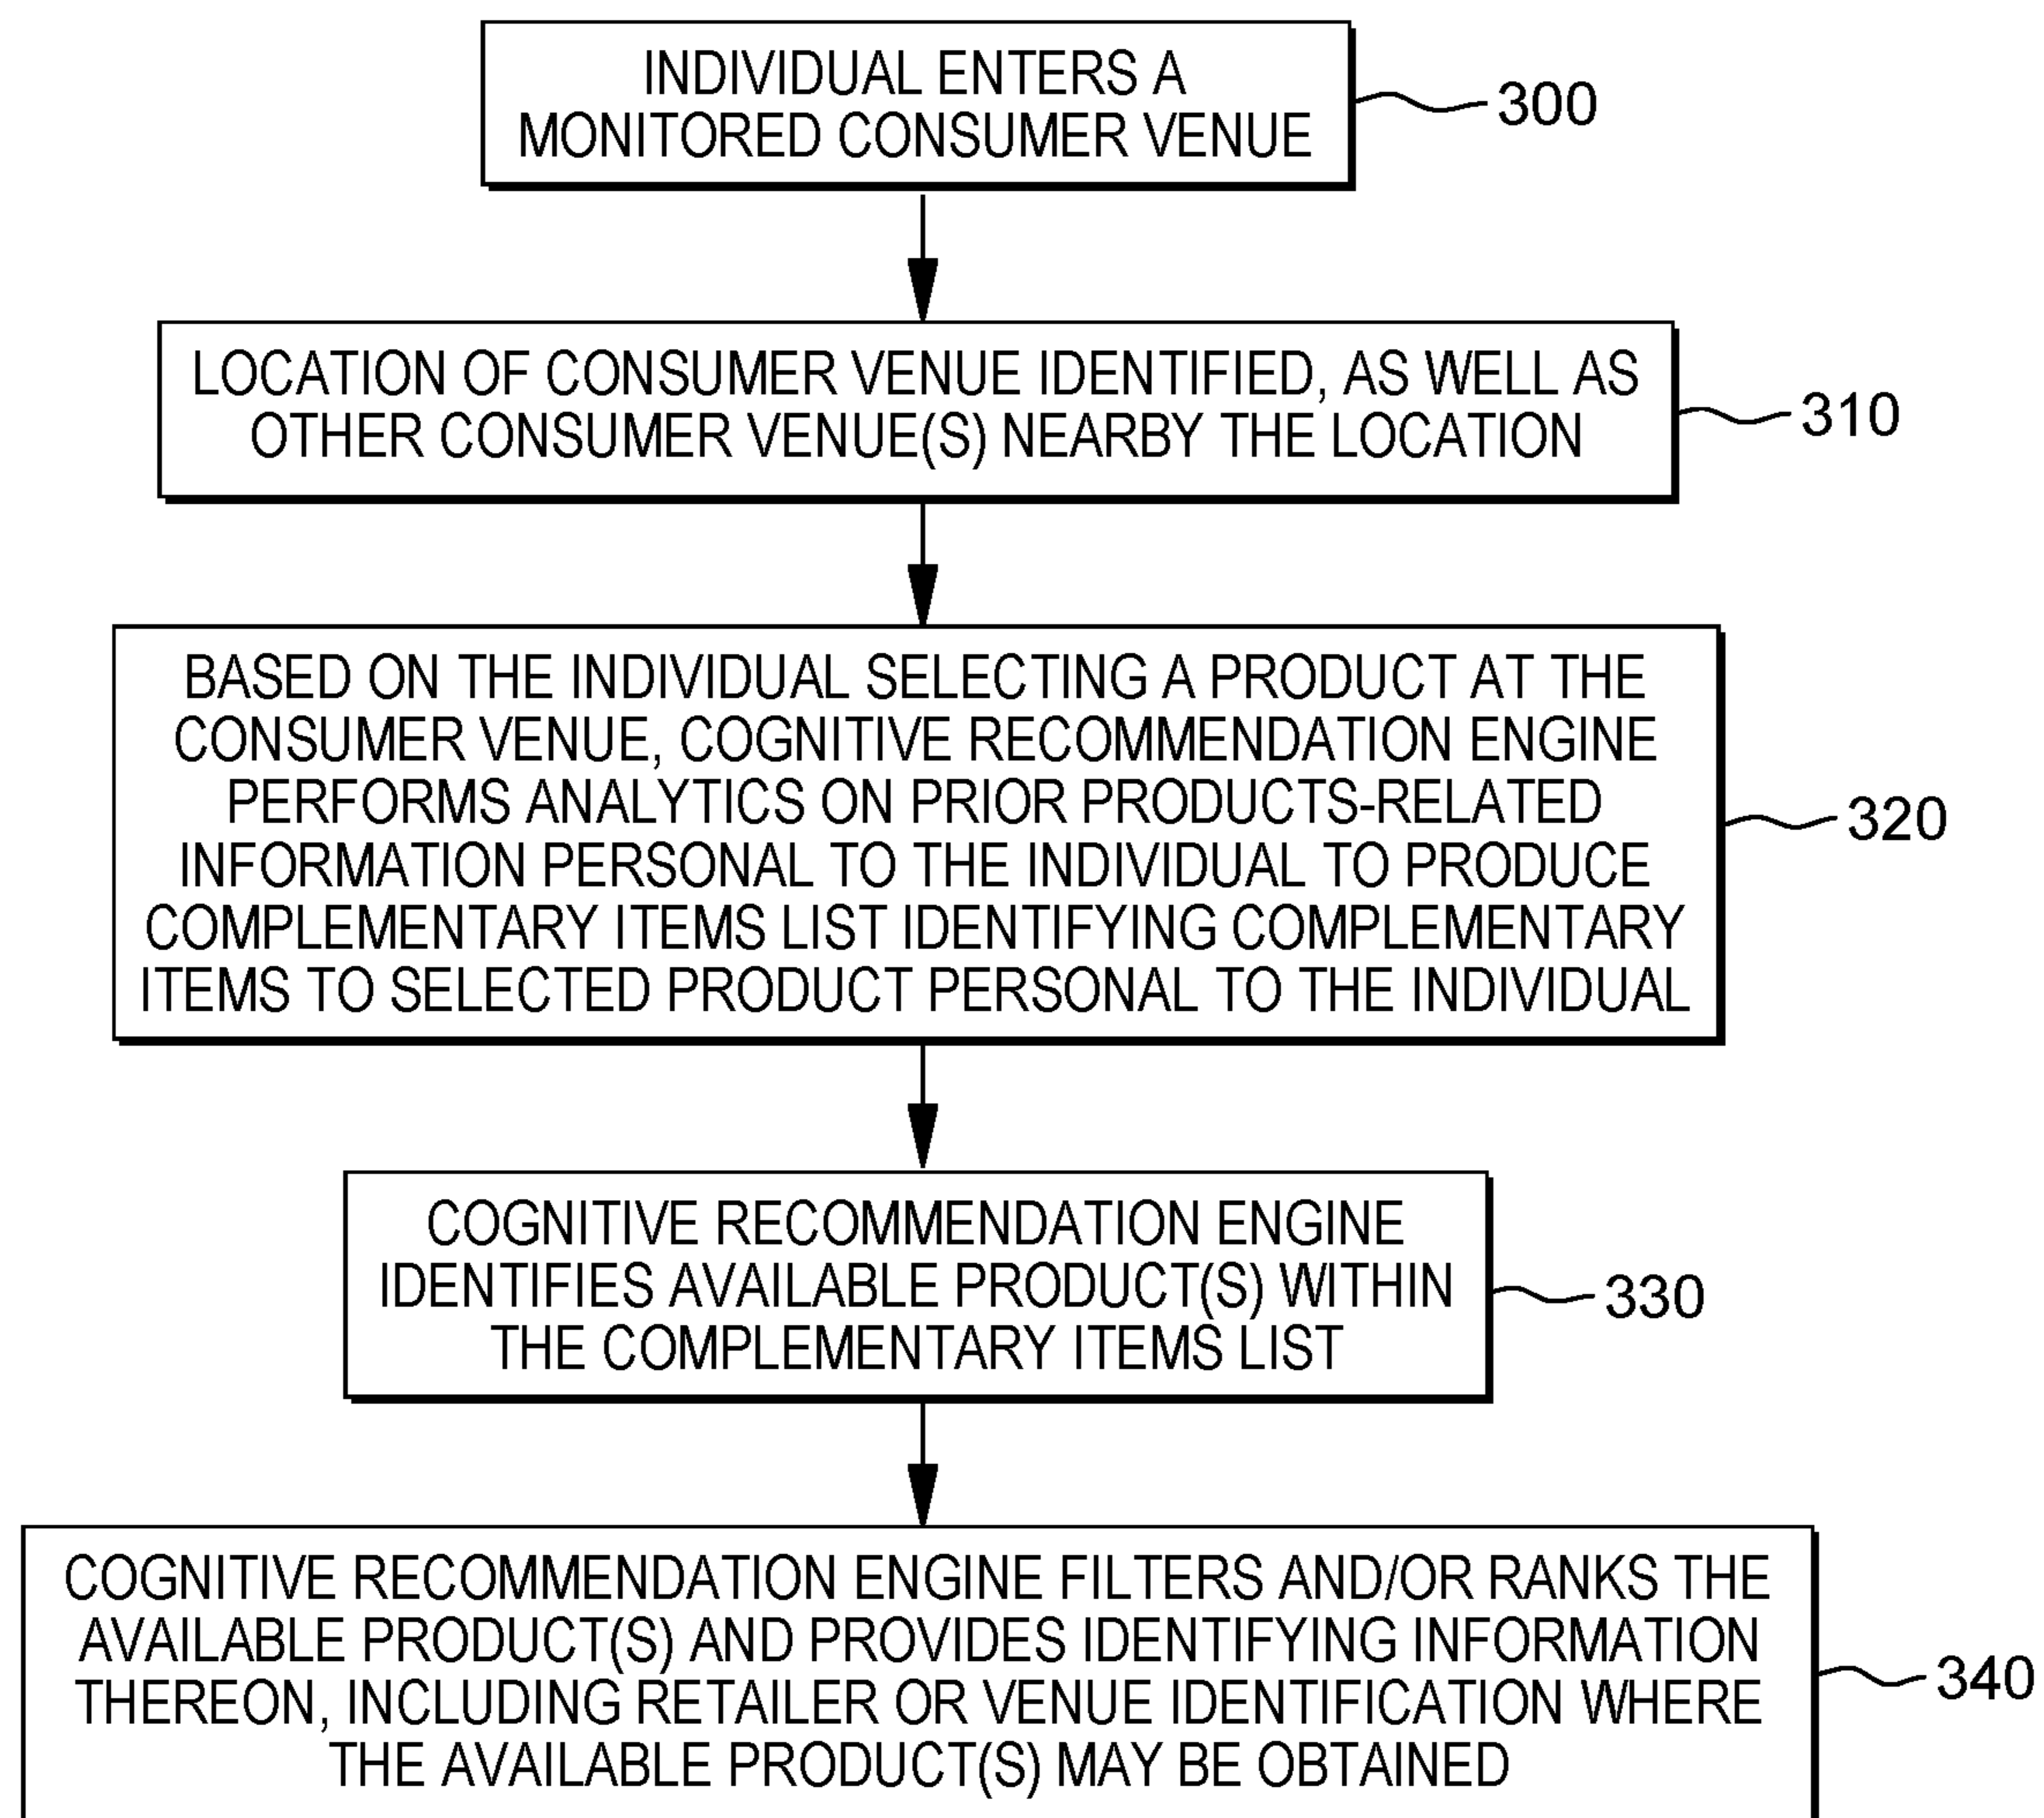 INDIVIDUAL ENTERS A
MONITORED CONSUMER VENUE
300
LOCATION OF CONSUMER VENUE IDENTIFIED, AS WELL AS
OTHER CONSUMER VENUE(S) NEARBY THE LOCATION
310
BASED ON THE INDIVIDUAL SELECTING A PRODUCT AT THE
CONSUMER VENUE, COGNITIVE RECOMMENDATION ENGINE
PERFORMS ANALYTICS ON PRIOR PRODUCTS-RELATED
INFORMATION PERSONAL TO THE INDIVIDUAL TO PRODUCE
COMPLEMENTARY ITEMS LIST IDENTIFYING COMPLEMENTARY
ITEMS TO SELECTED PRODUCT PERSONAL TO THE INDIVIDUAL
320
COGNITIVE RECOMMENDATION ENGINE
IDENTIFIES AVAILABLE PRODUCT(S) WITHIN
THE COMPLEMENTARY ITEMS LIST
330
COGNITIVE RECOMMENDATION ENGINE FILTERS AND/OR RANKS THE
AVAILABLE PRODUCT(S) AND PROVIDES IDENTIFYING INFORMATION
THEREON, INCLUDING RETAILER OR VENUE IDENTIFICATION WHERE
THE AVAILABLE PRODUCT(S) MAY BE OBTAINED
340